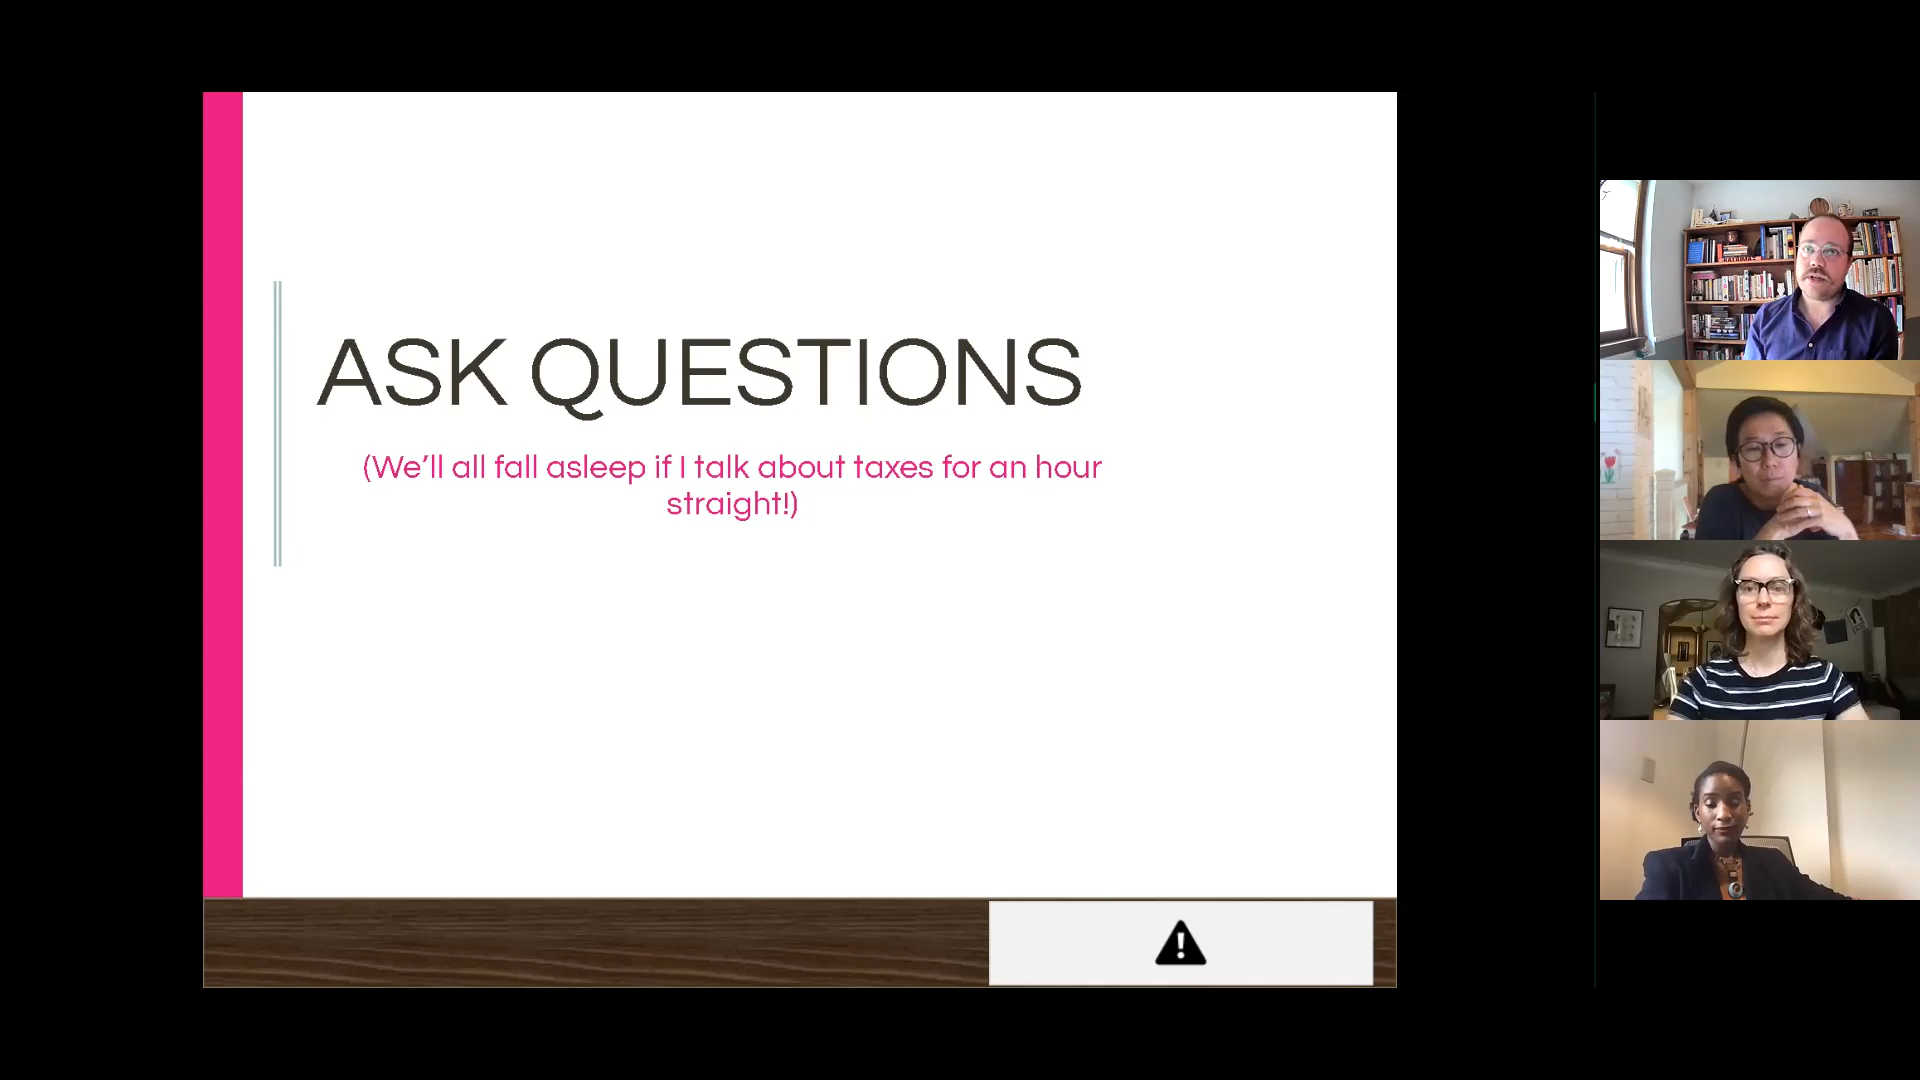 ASK QUESTIONS
(We’ll all fall asleep if I talk about taxes for an hour
straight!)